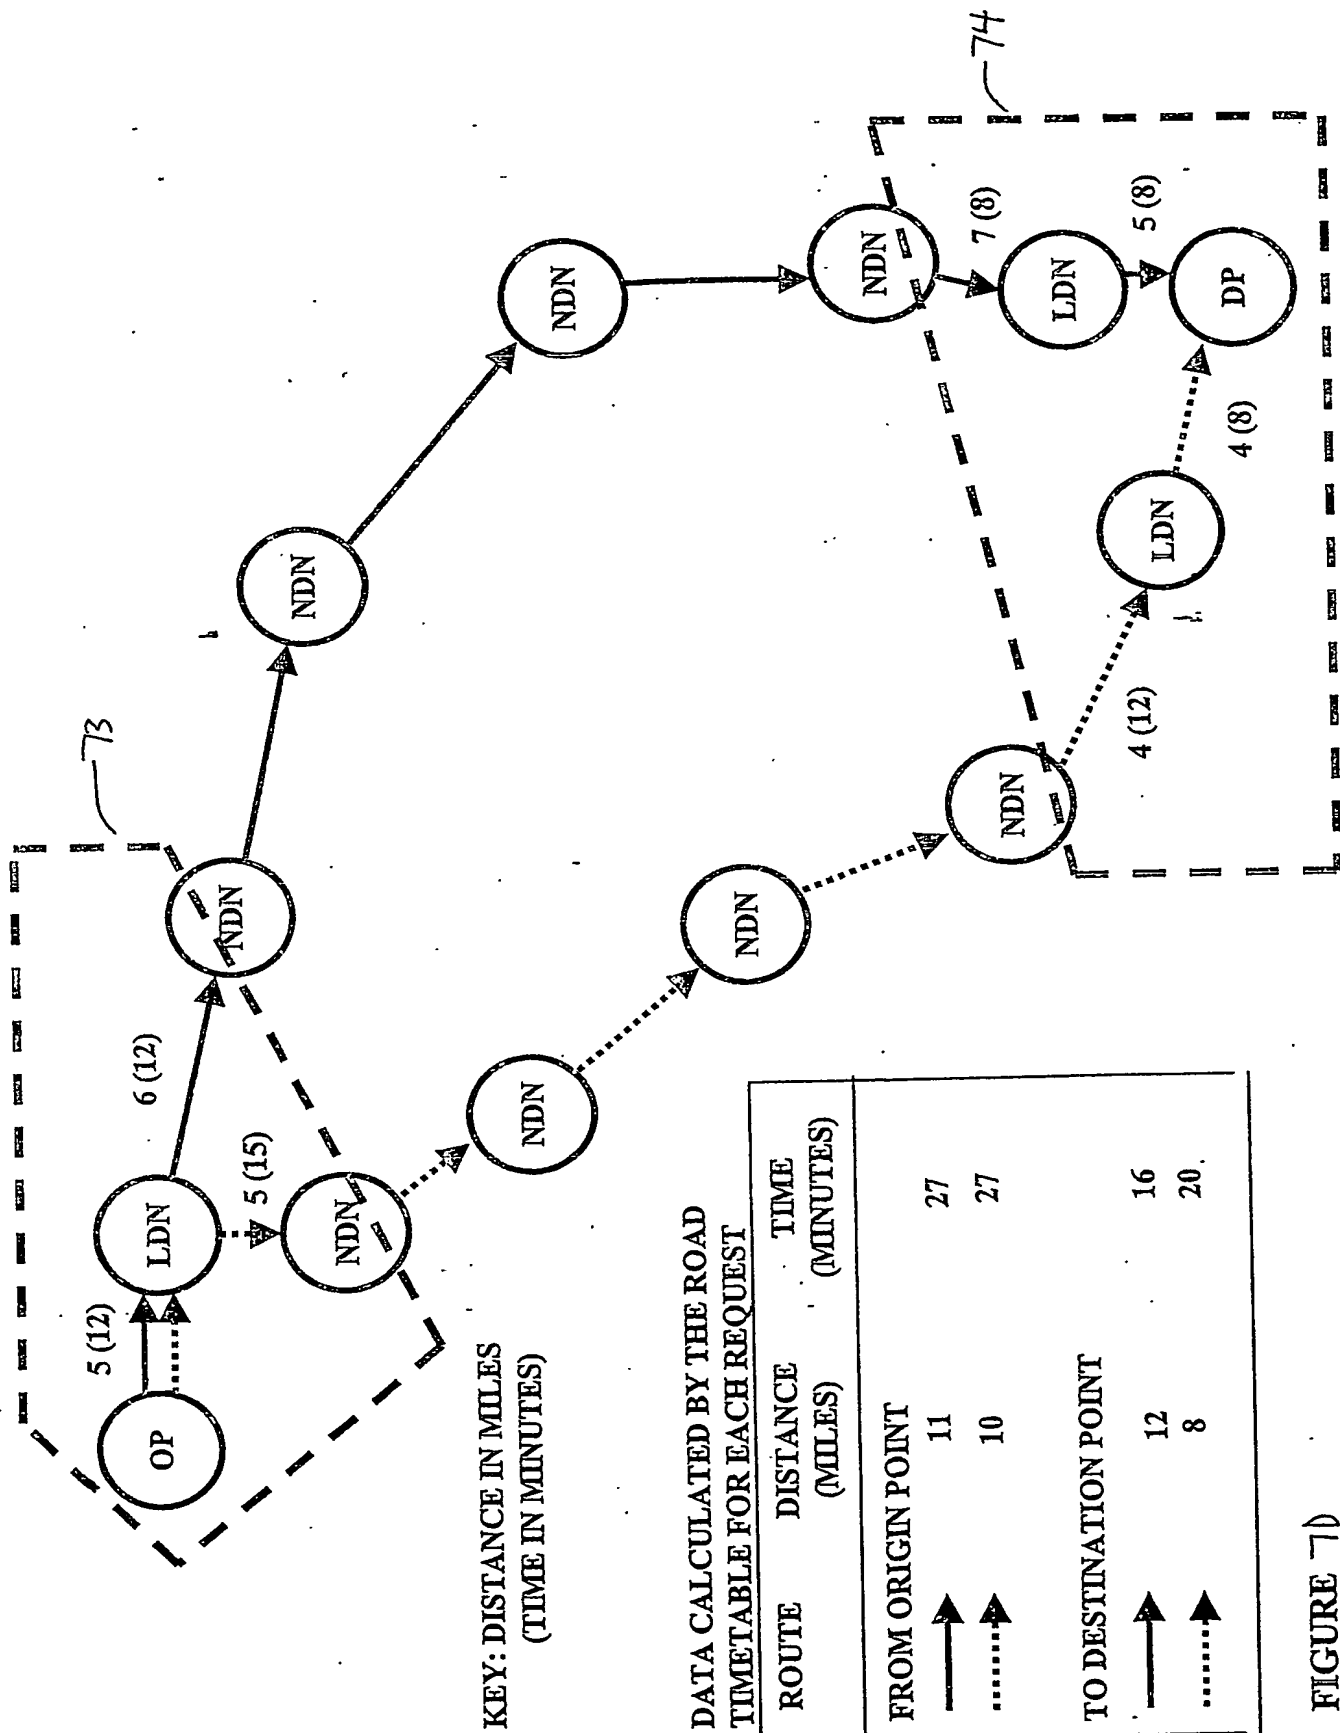 73
74
OP
5 (12)
LDN
6 (12)
NDN
NDN
NDN
NDN
7 (8)
LDN
5 (8)
DP
5 (15)
NDN
NDN
NDN
NDN
4 (12)
LDN
4 (8)
KEY: DISTANCE IN MILES
(TIME IN MINUTES)
DATA CALCULATED BY THE ROAD
TIMETABLE FOR EACH REQUEST
ROUTE DISTANCE TIME
(MILES) (MINUTES)
FROM ORIGIN POINT
11 27
10 27
TO DESTINATION POINT
12 16
8 20
FIGURE 7D